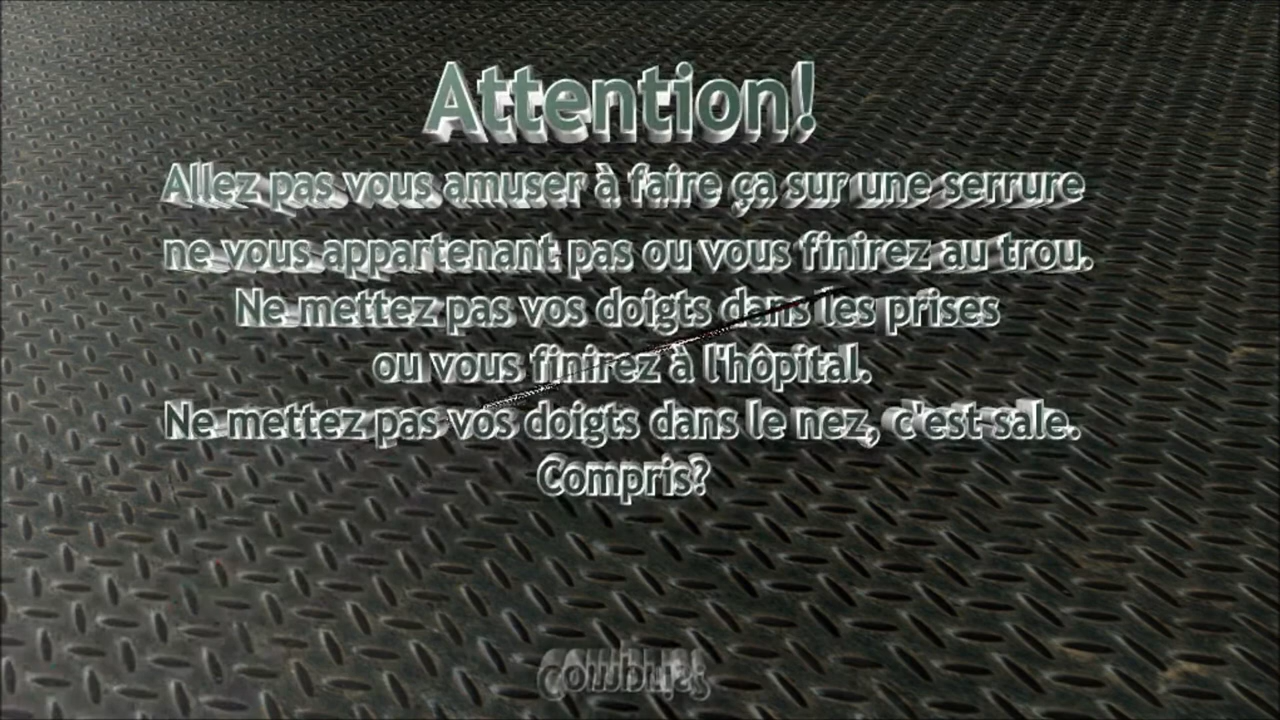 Attention!
Allez pas vous amuser à faire ça sur une serrure
ne vous appartenant pas ou vous finirez au trou.
Ne mettez pas vos doigts dans les prises
ou vous finirez à l'hôpital.
Ne mettez pas vos doigts dans le nez, c'est sale.
Compris?